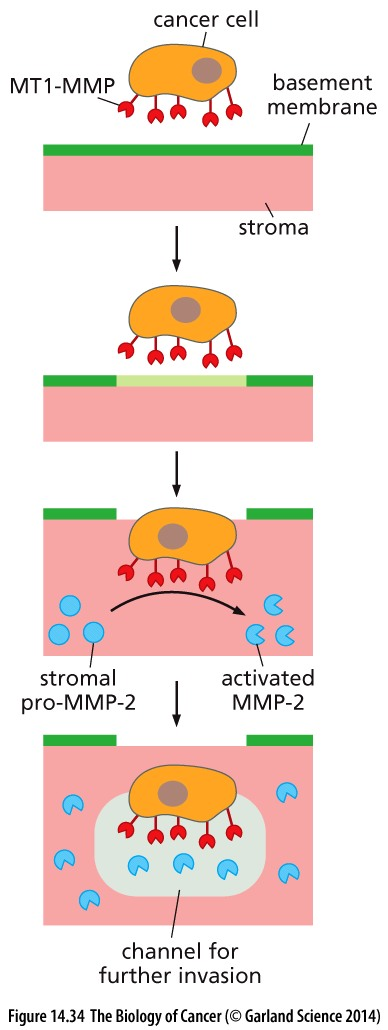 cancer cell
MT1-MMP
basement
membrane
stroma
stromal
pro-MMP-2
activated
MMP-2
channel for
further invasion
Figure 14.34 The Biology of Cancer (© Garland Science 2014)